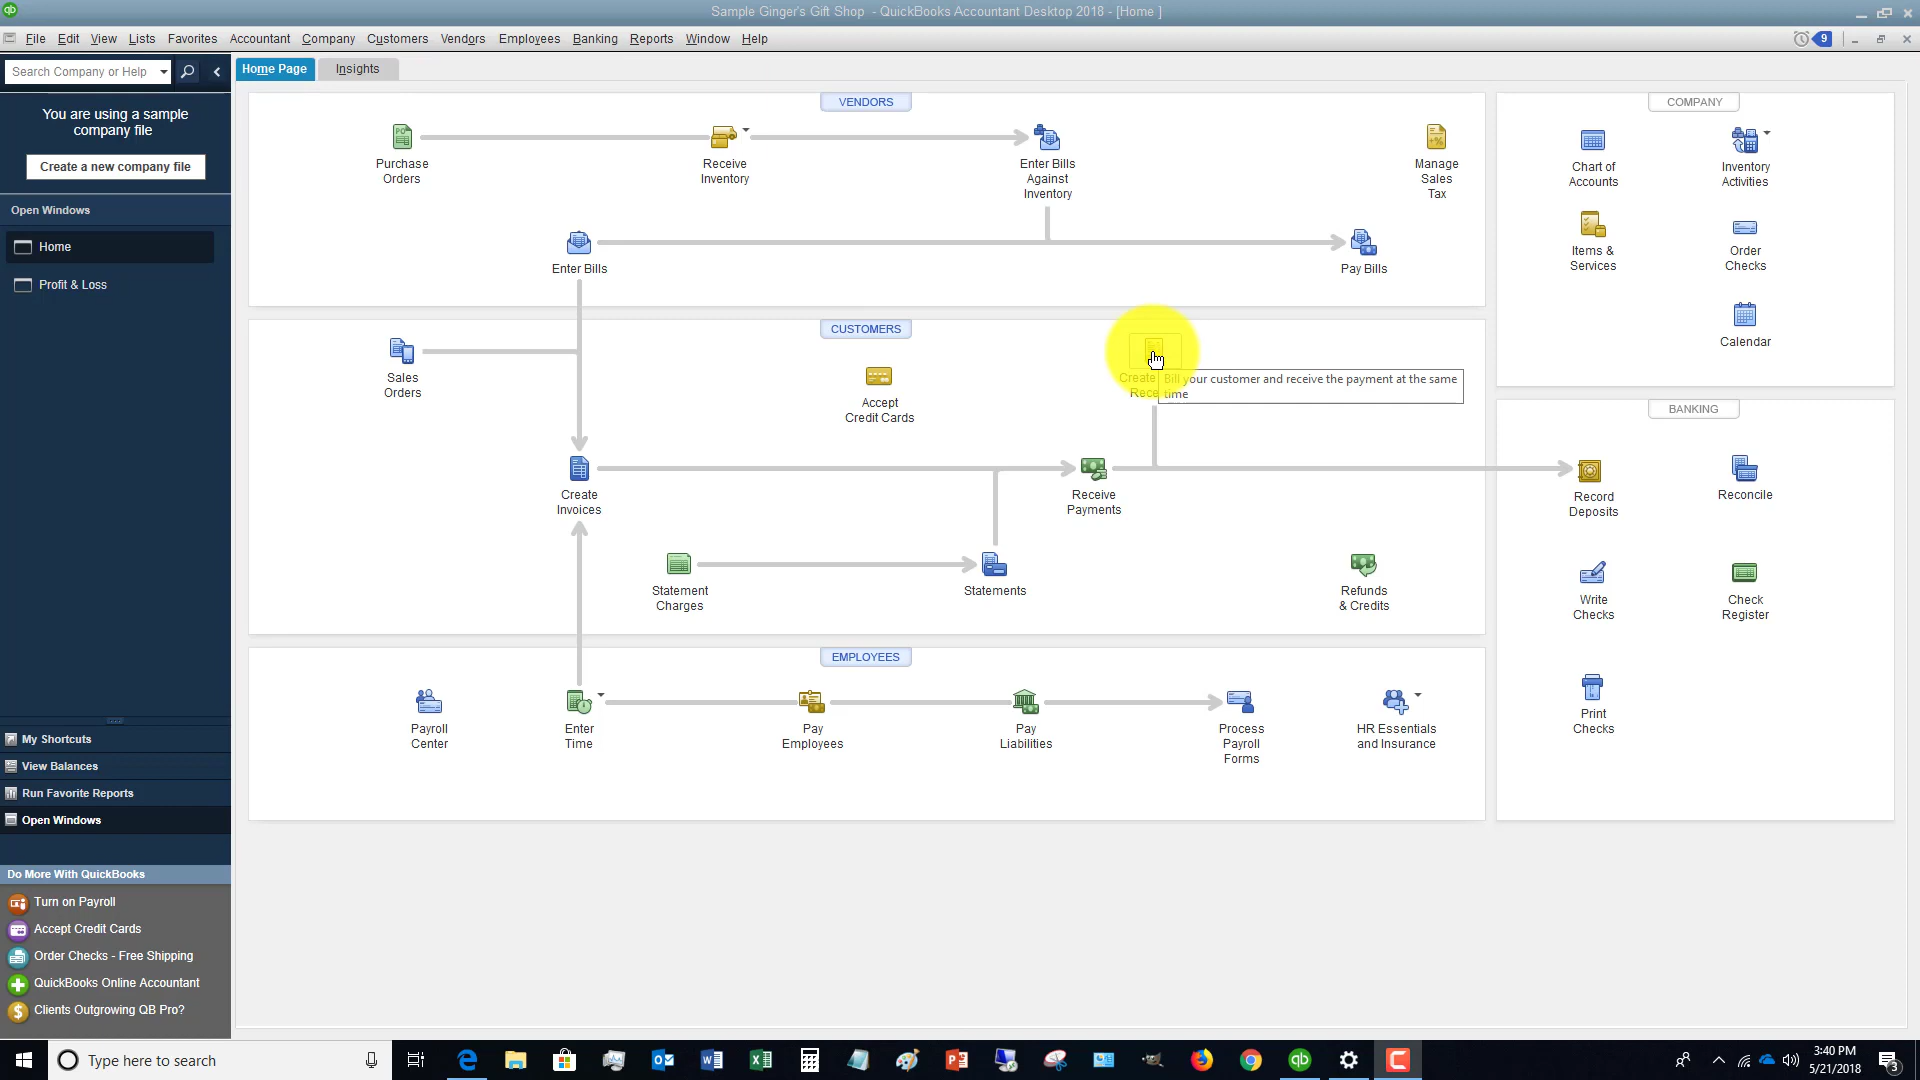 Sample Ginger's Gift Shop - QuickBooks Accountant Desktop 2018 - [Home ]
File Edit View Lists Favorites Accountant Company Customers Vendors Employees Banking Reports Window Help
9
Search Company or Help
Home Page
Insights
You are using a sample
company file
Create a new company file
Open Windows
Home
Profit & Loss
My Shortcuts
View Balances
Run Favorite Reports
Open Windows
Do More With QuickBooks
Turn on Payroll
Accept Credit Cards
Order Checks - Free Shipping
QuickBooks Online Accountant
Clients Outgrowing QB Pro?
VENDORS
Purchase
Orders
Receive
Inventory
Enter Bills
Against
Inventory
Manage
Sales
Tax
Enter Bills
Pay Bills
CUSTOMERS
Sales
Orders
Accept
Credit Cards
Create
Rece
Bill your customer and receive the payment at the same
time
Create
Invoices
Receive
Payments
Statement
Charges
Statements
Refunds
& Credits
EMPLOYEES
Payroll
Center
Enter
Time
Pay
Employees
Pay
Liabilities
Process
Payroll
Forms
HR Essentials
and Insurance
COMPANY
Chart of
Accounts
Inventory
Activities
Items &
Services
Order
Checks
Calendar
BANKING
Record
Deposits
Reconcile
Write
Checks
Check
Register
Print
Checks
Type here to search
3:40 PM
5/21/2018
3